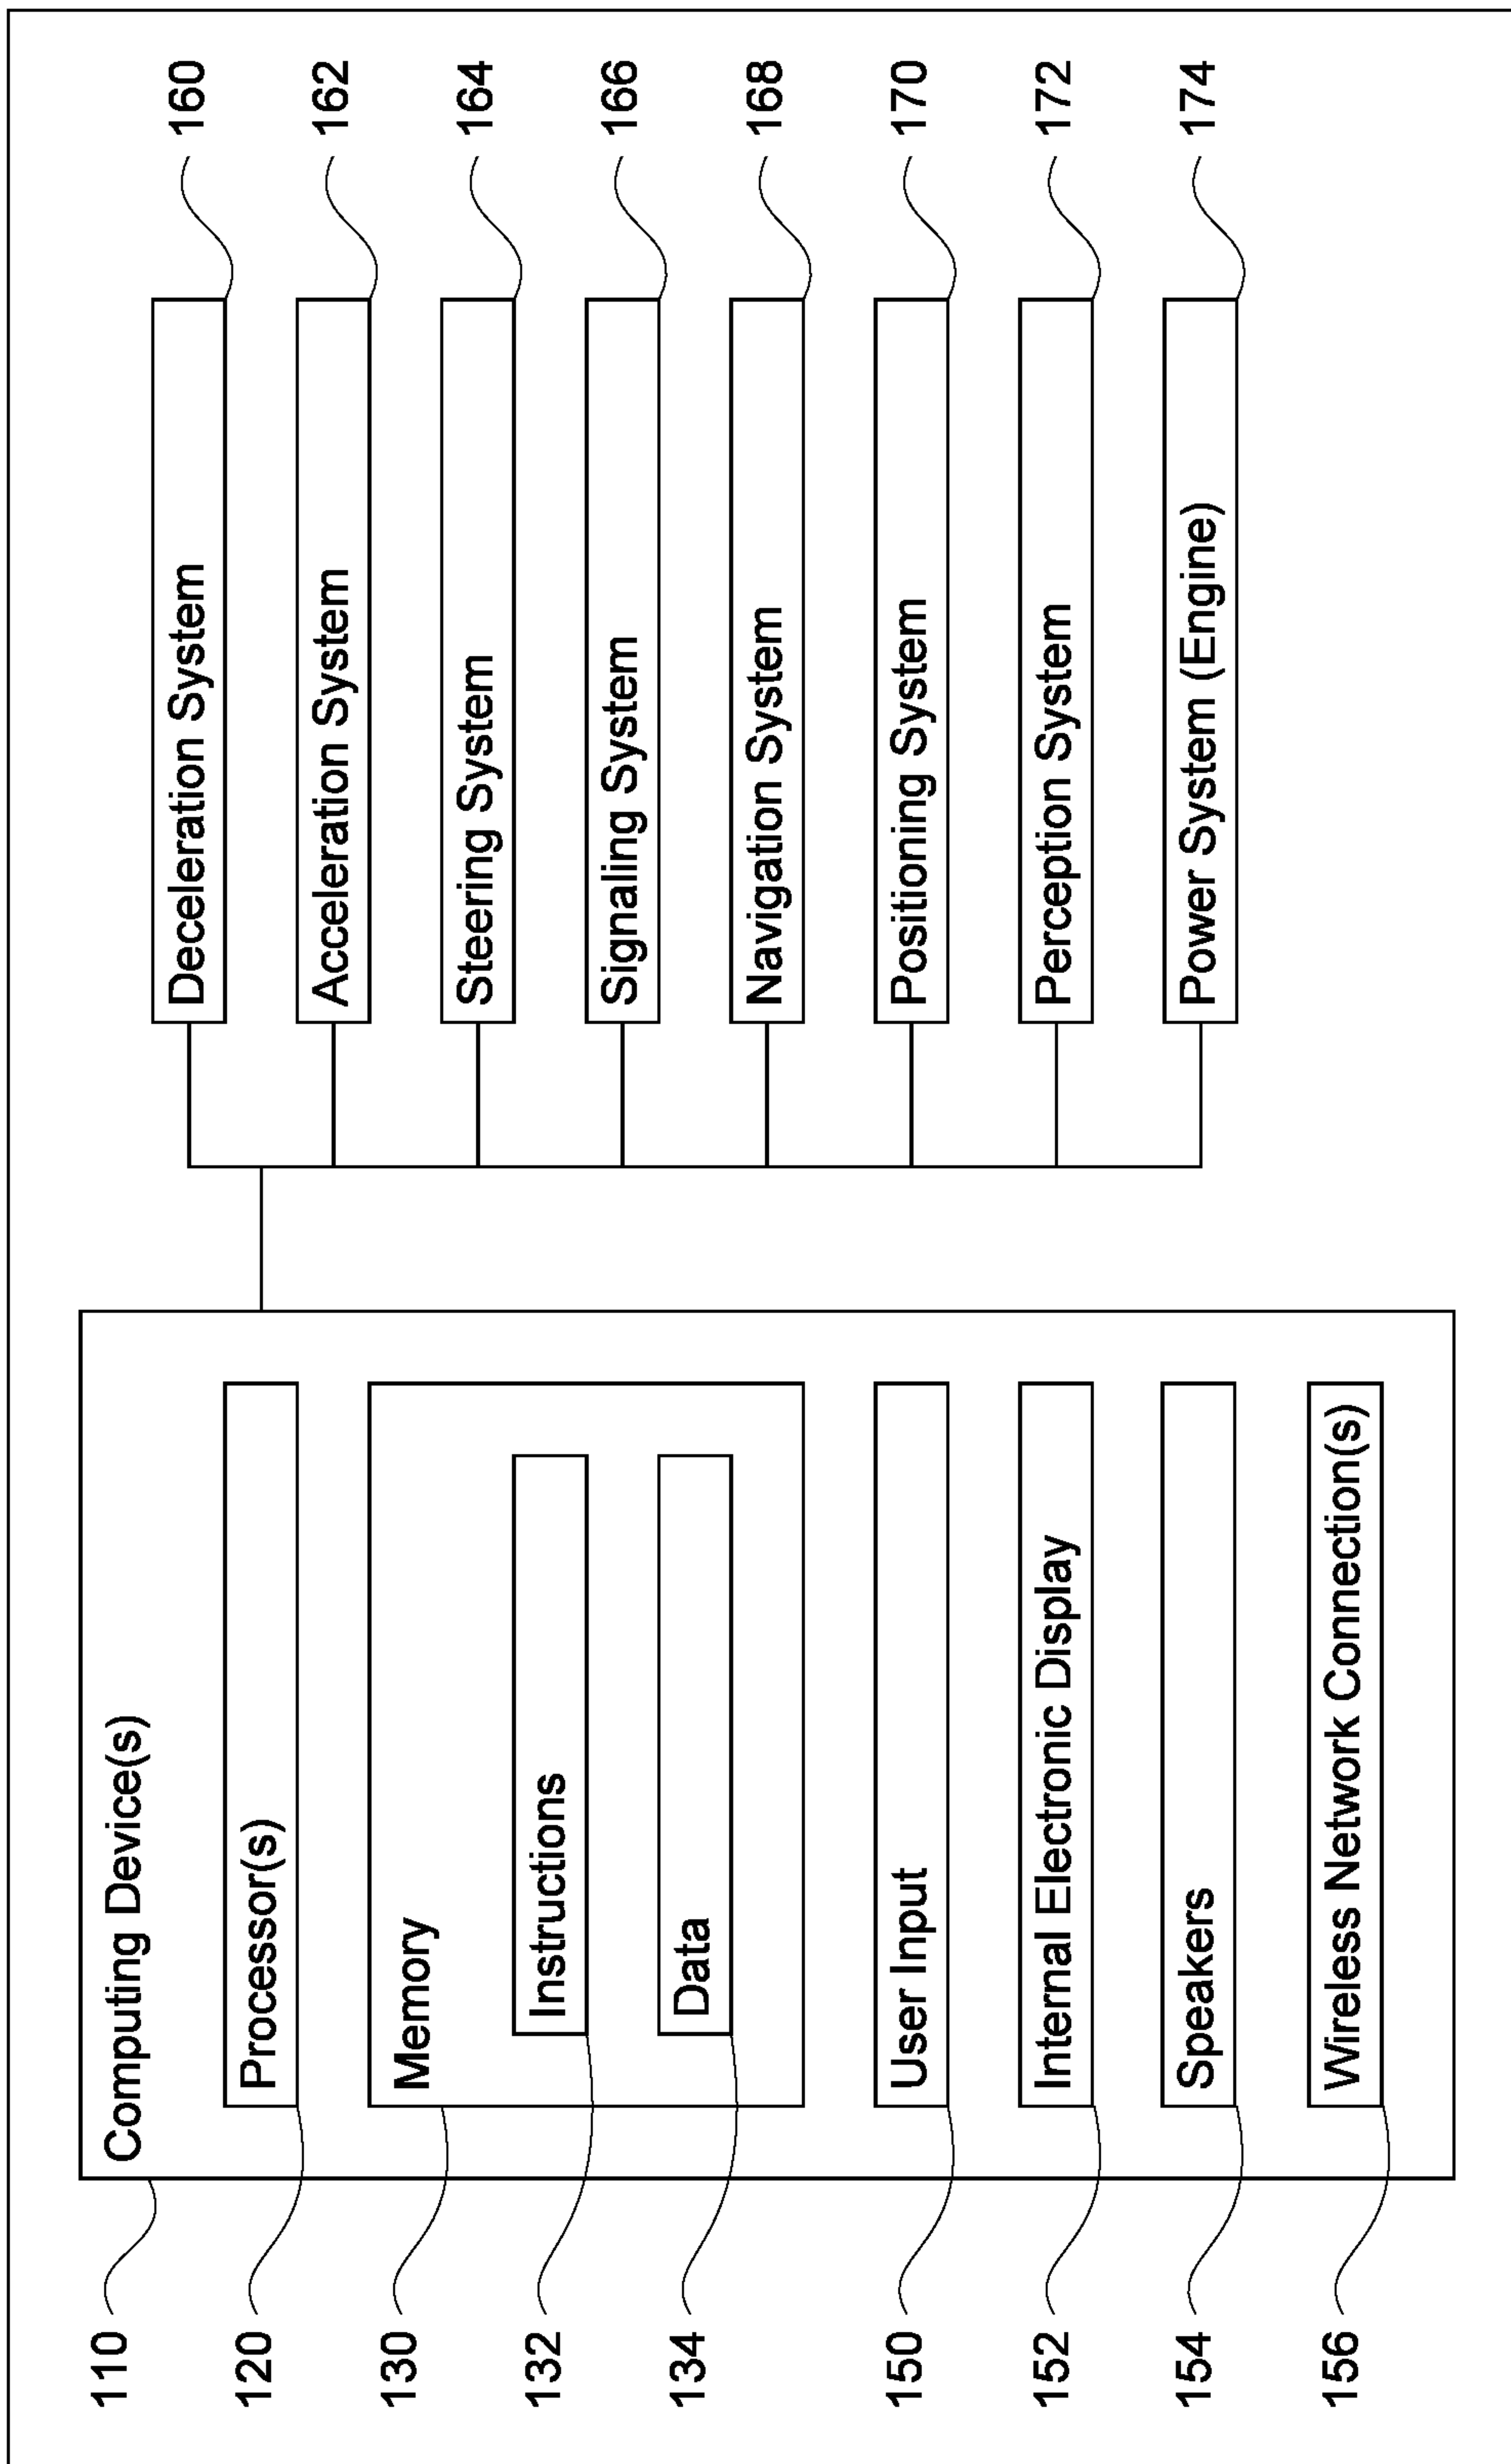 110
Computing Device(s)
120
Processor(s)
130
Memory
132
Instructions
134
Data
150
User Input
152
Internal Electronic Display
154
Speakers
156
Wireless Network Connection(s)
Deceleration System
160
Acceleration System
162
Steering System
164
Signaling System
166
Navigation System
168
Positioning System
170
Perception System
172
Power System (Engine)
174